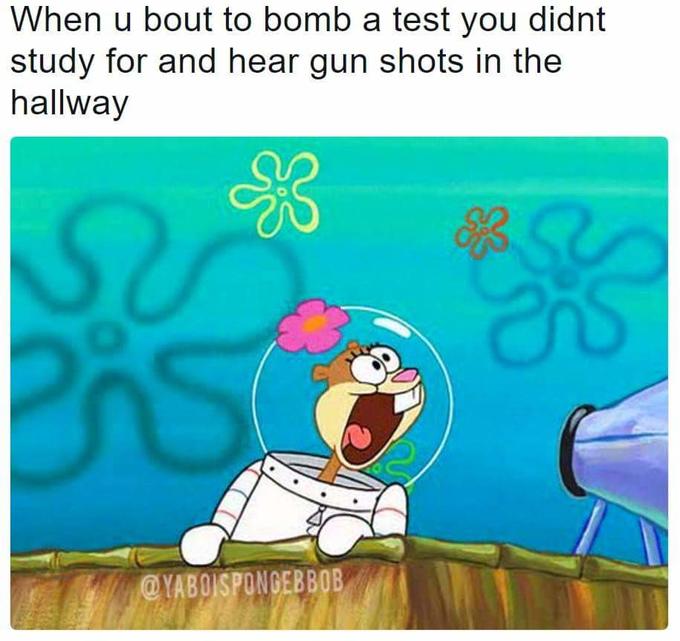 When u bout to bomb a test you didnt
study for and hear gun shots in the
hallway
@YABOISPONGEBBOB